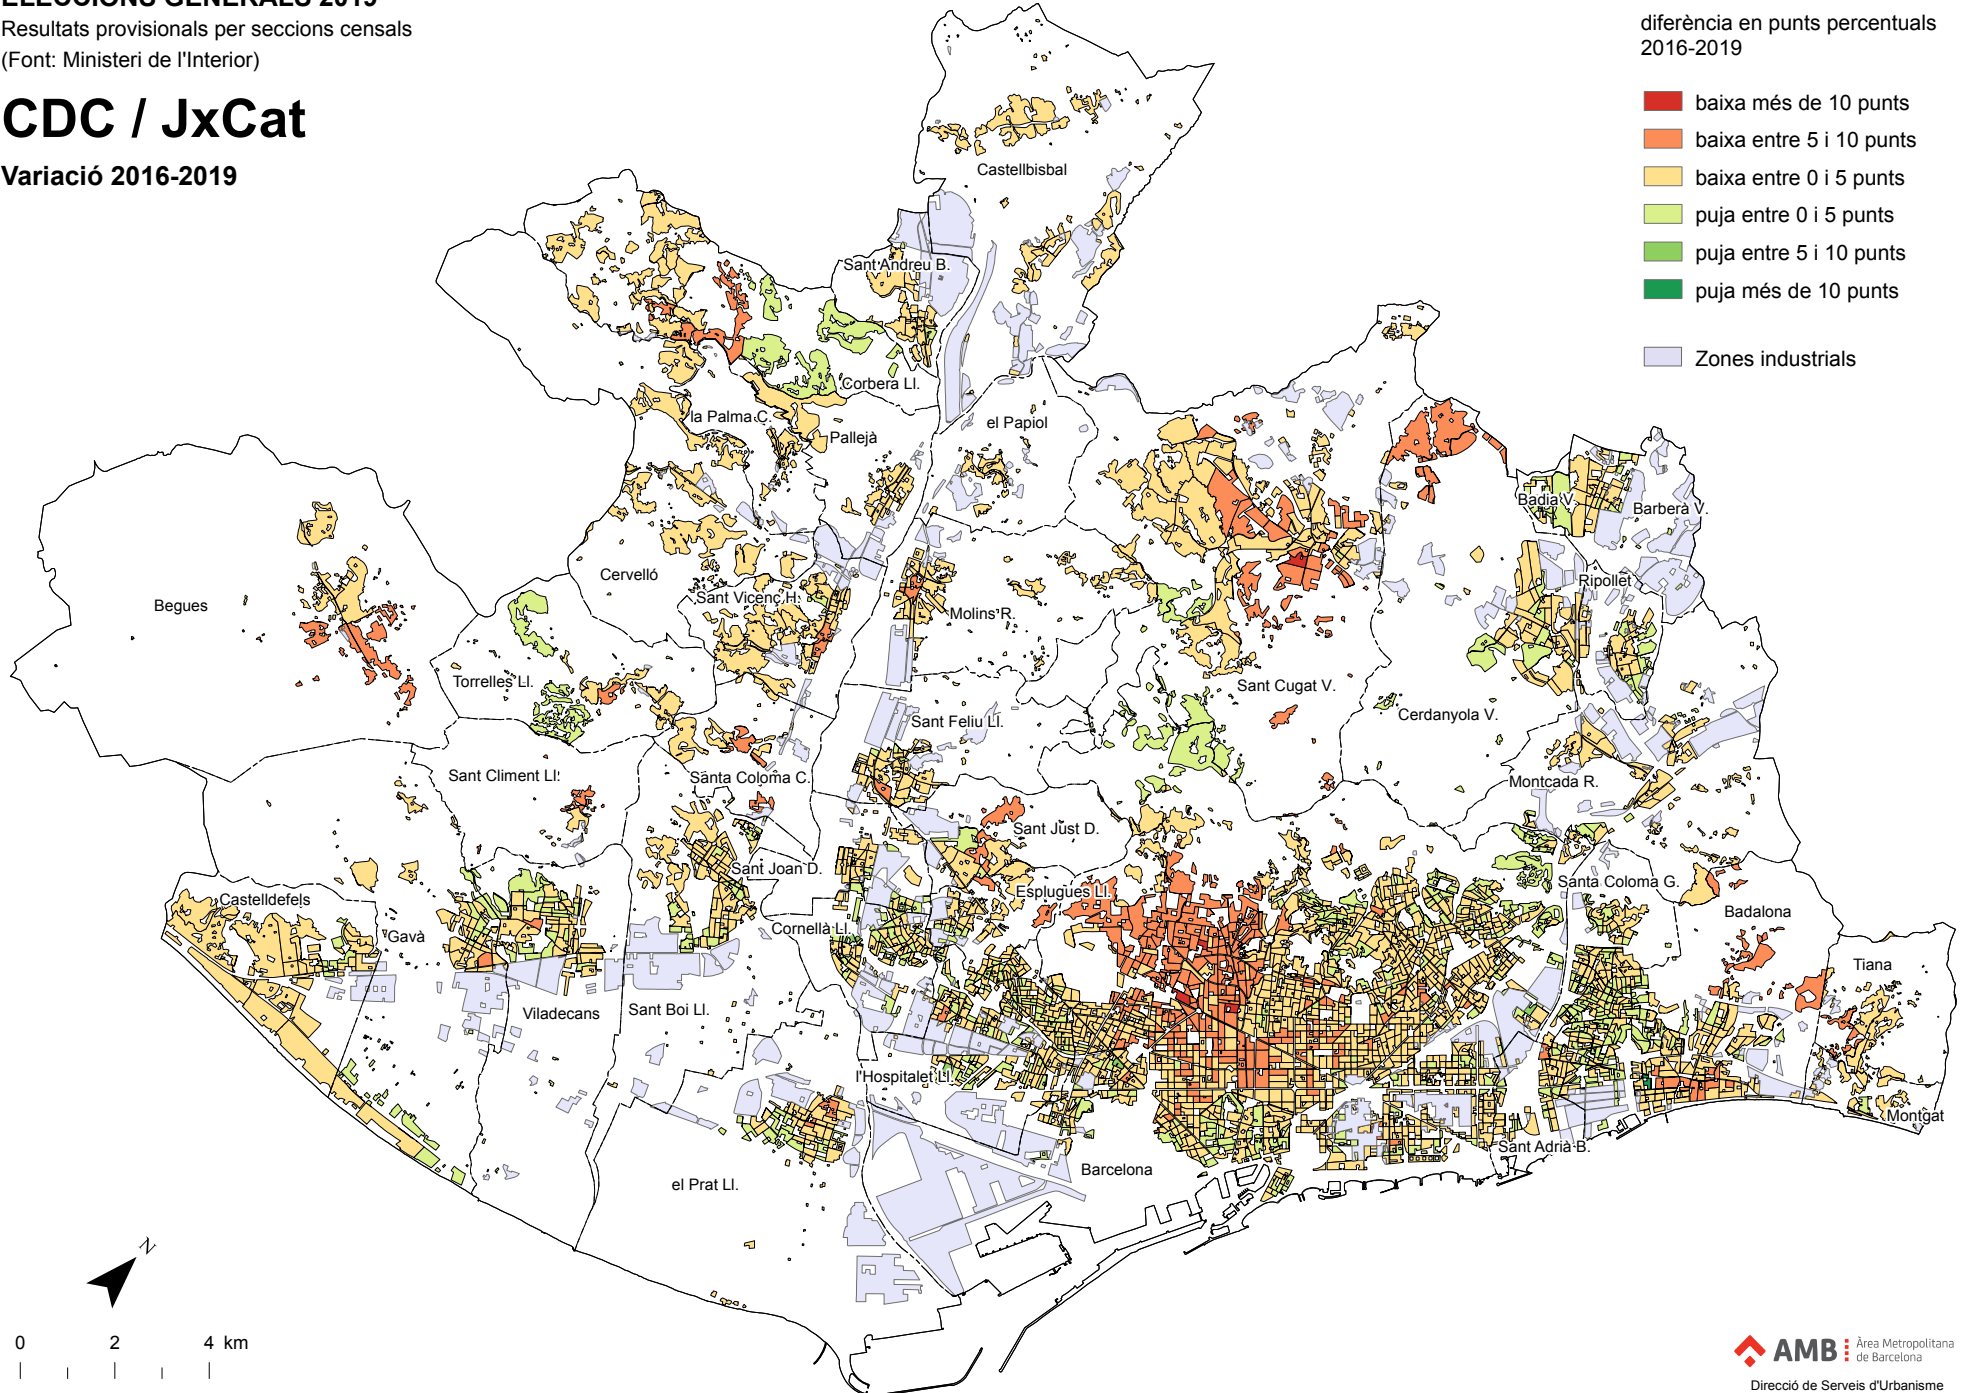 ELECCIONS GENERALS 2019
Resultats provisionals per seccions censals
(Font: Ministeri de l'Interior)
CDC / JxCat
Variació 2016-2019
diferència en punts percentuals
2016-2019
baixa més de 10 punts
baixa entre 5 i 10 punts
baixa entre 0 i 5 punts
puja entre 0 i 5 punts
puja entre 5 i 10 punts
puja més de 10 punts
Zones industrials
Castellbisbal
Sant Andreu B.
Corbera Ll.
la Palma C.
Pallejà
el Papiol
Badia V.
Barberà V.
Cervelló
Begues
Sant Vicenç H.
Molins R.
Ripollet
Torrelles Ll.
Sant Cugat V.
Sant Feliu Ll.
Cerdanyola V.
Sant Climent Ll.
Santa Coloma C.
Montcada R.
Sant Just D.
Sant Joan D.
Esplugues Ll.
Santa Coloma G.
Castelldefels
Badalona
Gavà
Cornellà Ll.
Tiana
Viladecans
Sant Boi Ll.
l'Hospitalet Ll.
Montgat
Sant Adrià B.
Barcelona
el Prat Ll.
N
0 2 4 km
AMB Àrea Metropolitana
de Barcelona
Direcció de Serveis d'Urbanisme